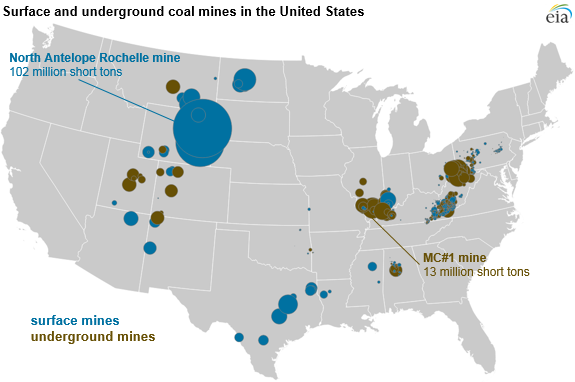 Surface and underground coal mines in the United States
eia
North Antelope Rochelle mine
102 million short tons
MC#1 mine
13 million short tons
surface mines
underground mines